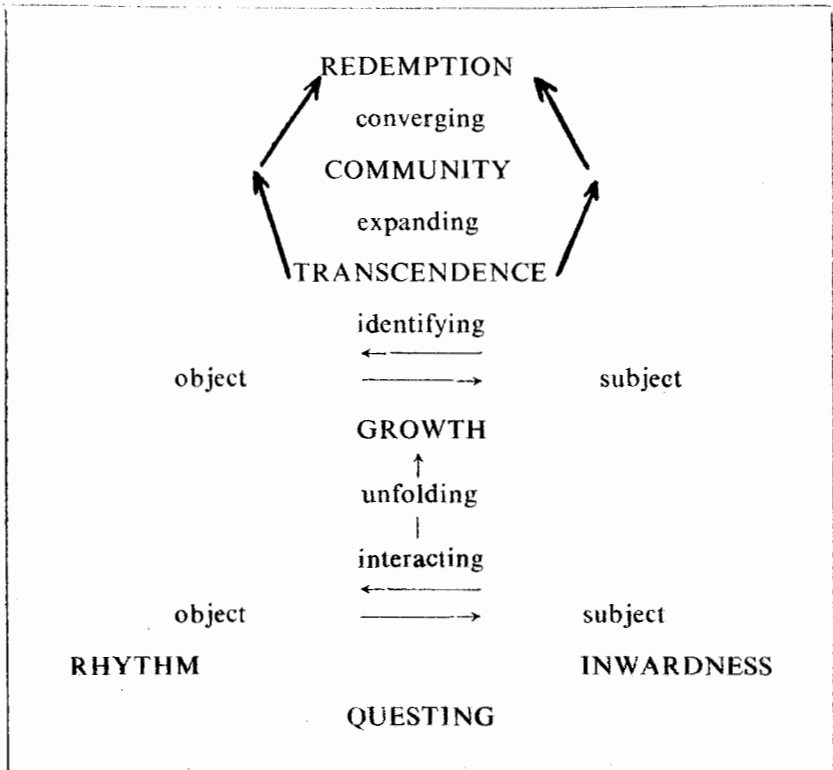 REDEMPTION
converging
COMMUNITY
expanding
TRANSCENDENCE
identifying
object subject
GROWTH
unfolding
interacting
object subject
RHYTHM INWARDNESS
QUESTING